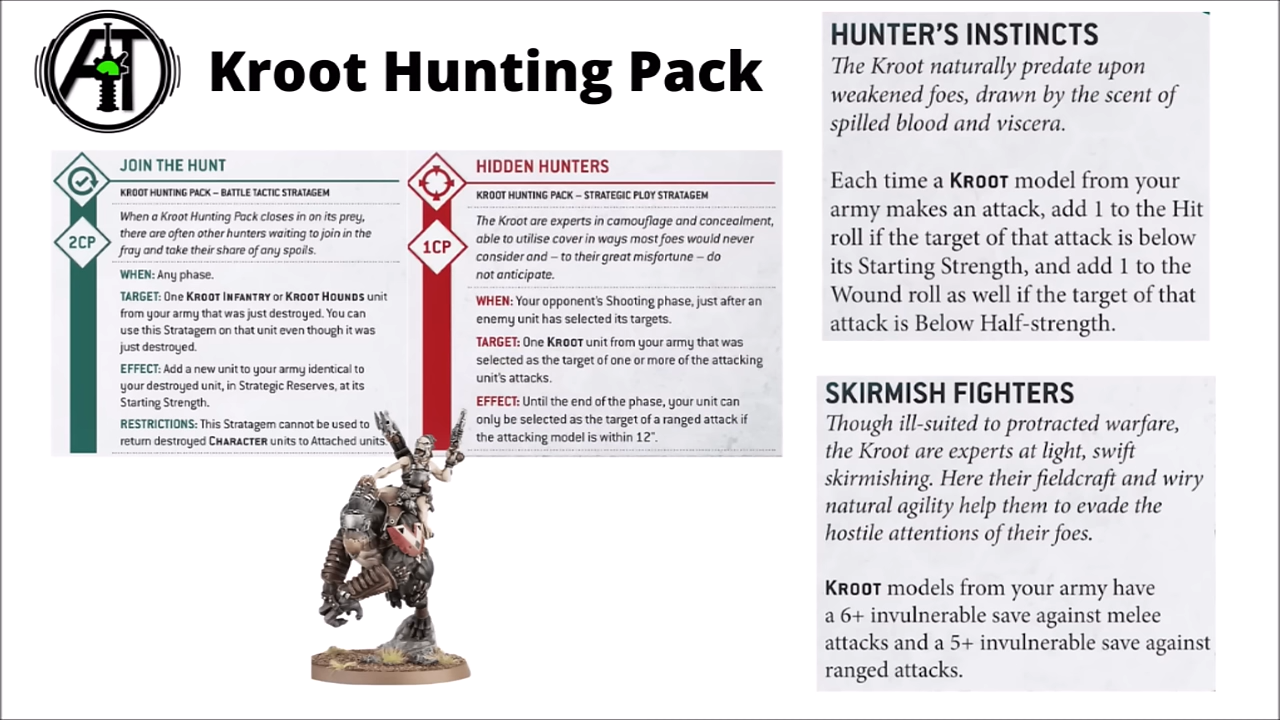 AT
Kroot Hunting Pack
JOIN THE HUNT
KROOT HUNTING PACK – BATTLE TACTIC STRATAGEM
2CP
When a Kroot Hunting Pack closes in on its prey,
there are often other hunters waiting to join in the
fray and take their share of any spoils.
WHEN: Any phase.
TARGET: One KROOT INFANTRY or KROOT HOUNDS unit
from your army that was just destroyed. You can
use this Stratagem on that unit even though it was
just destroyed.
EFFECT: Add a new unit to your army identical to
your destroyed unit, in Strategic Reserves, at its
Starting Strength.
RESTRICTIONS: This Stratagem cannot be used to
return destroyed CHARACTER units to Attached units.
HIDDEN HUNTERS
KROOT HUNTING PACK – STRATEGIC PLOY STRATAGEM
1CP
The Kroot are experts in camouflage and concealment,
able to utilise cover in ways most foes would never
consider and – to their great misfortune – do
not anticipate.
WHEN: Your opponent's Shooting phase, just after an
enemy unit has selected its targets.
TARGET: One KROOT unit from your army that was
selected as the target of one or more of the attacking
unit's attacks.
EFFECT: Until the end of the phase, your unit can
only be selected as the target of a ranged attack if
the attacking model is within 12".
HUNTER'S INSTINCTS
The Kroot naturally predate upon
weakened foes, drawn by the scent of
spilled blood and viscera.
Each time a KROOT model from your
army makes an attack, add 1 to the Hit
roll if the target of that attack is below
its Starting Strength, and add 1 to the
Wound roll as well if the target of that
attack is Below Half-strength.
SKIRMISH FIGHTERS
Though ill-suited to protracted warfare,
the Kroot are experts at light, swift
skirmishing. Here their fieldcraft and wiry
natural agility help them to evade the
hostile attentions of their foes.
KROOT models from your army have
a 6+ invulnerable save against melee
attacks and a 5+ invulnerable save against
ranged attacks.